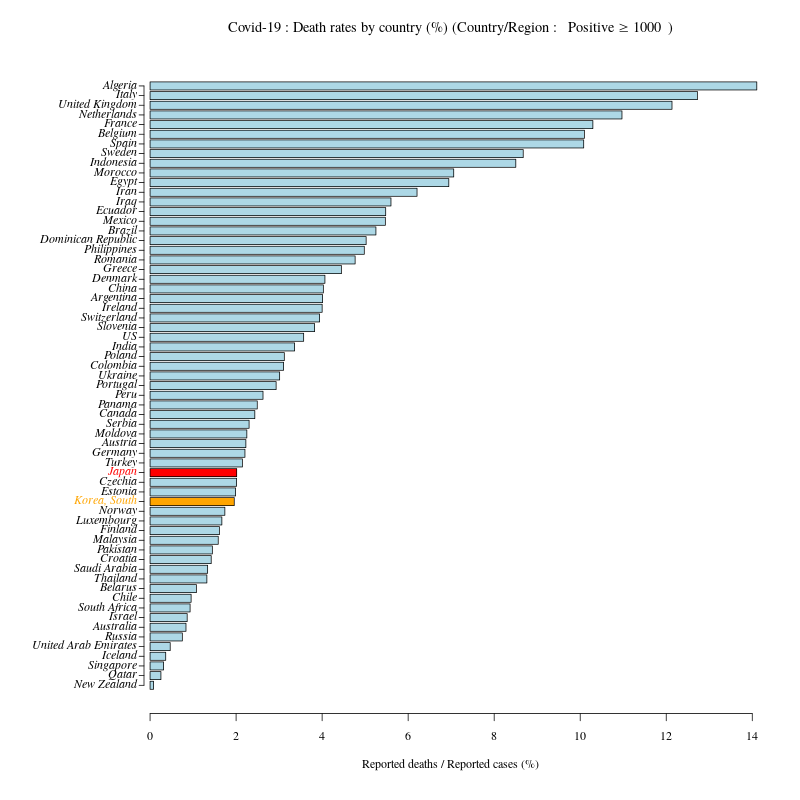 Covid-19 : Death rates by country (%) (Country/Region :   Positive ≥ 1000  )
Algeria
Italy
United Kingdom
Netherlands
France
Belgium
Spain
Sweden
Indonesia
Morocco
Egypt
Iran
Iraq
Ecuador
Mexico
Brazil
Dominican Republic
Philippines
Romania
Greece
Denmark
China
Argentina
Ireland
Switzerland
Slovenia
US
India
Poland
Colombia
Ukraine
Portugal
Peru
Panama
Canada
Serbia
Moldova
Austria
Germany
Turkey
Japan
Czechia
Estonia
Korea, South
Norway
Luxembourg
Finland
Malaysia
Pakistan
Croatia
Saudi Arabia
Thailand
Belarus
Chile
South Africa
Israel
Australia
Russia
United Arab Emirates
Iceland
Singapore
Qatar
New Zealand
0 2 4 6 8 10 12 14
Reported deaths / Reported cases (%)